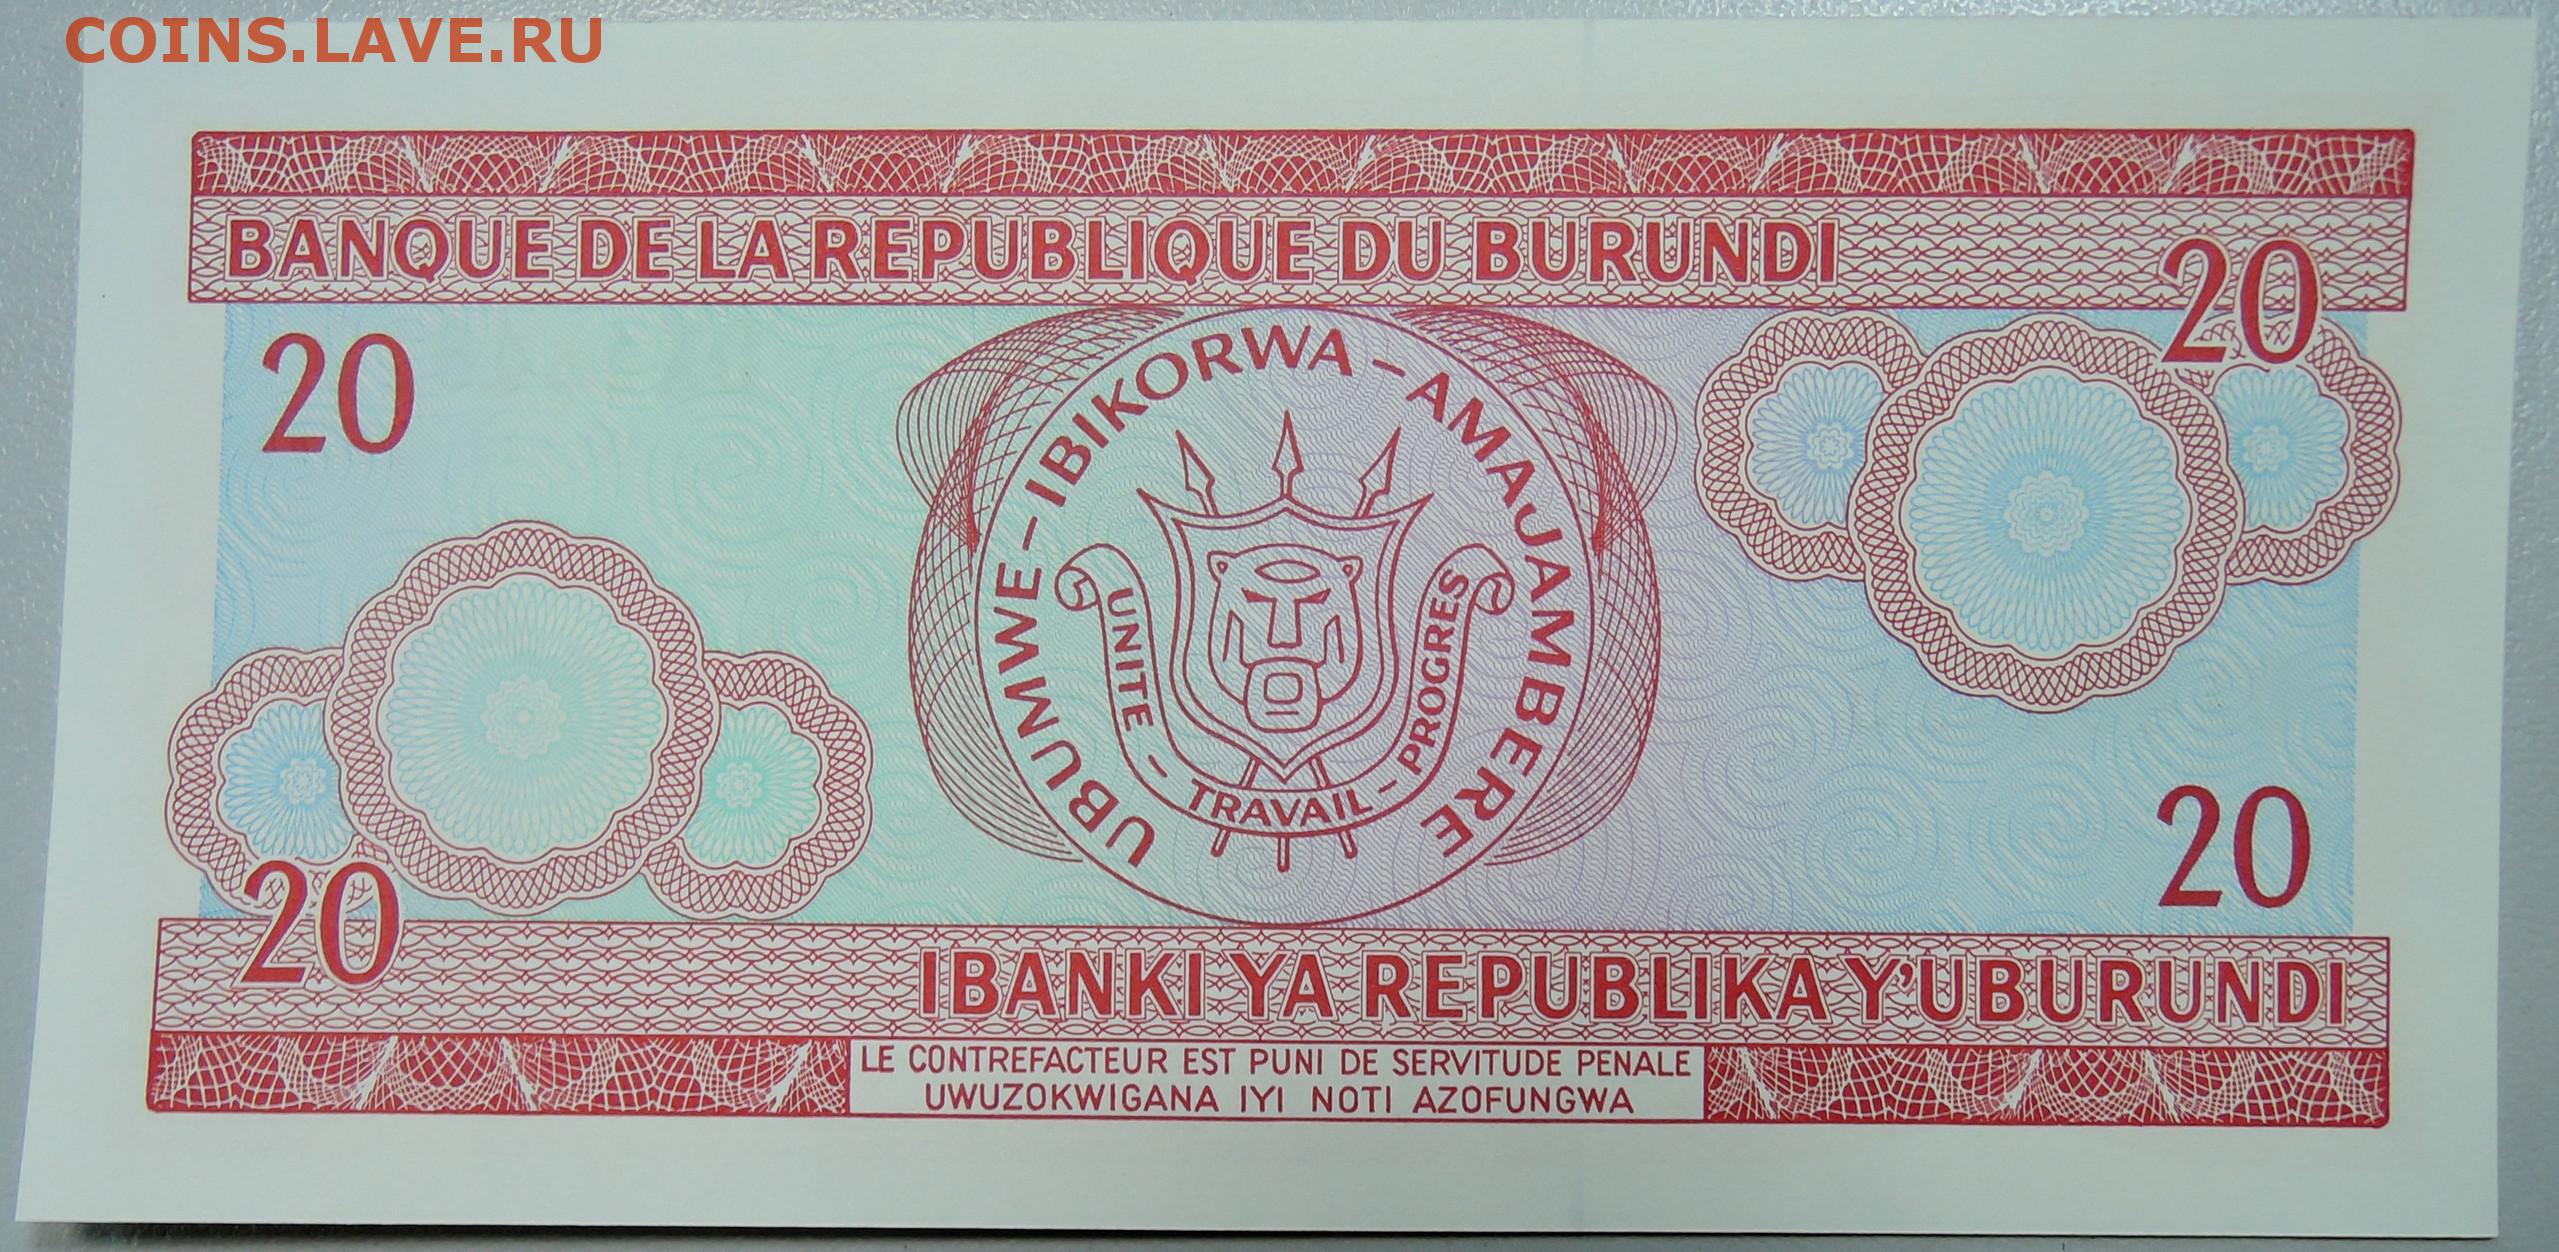 COINS.LAVE.RU
BANQUE DE LA REPUBLIQUE DU BURUNDI
20
20
UBUMWE – IBIKORWA – AMAJAMBERE
UNITE – TRAVAIL – PROGRES
20
20
IBANKI YA REPUBLIKA Y'UBURUNDI
LE CONTREFACTEUR EST PUNI DE SERVITUDE PENALE
UWUZOKWIGANA IYI NOTI AZOFUNGWA